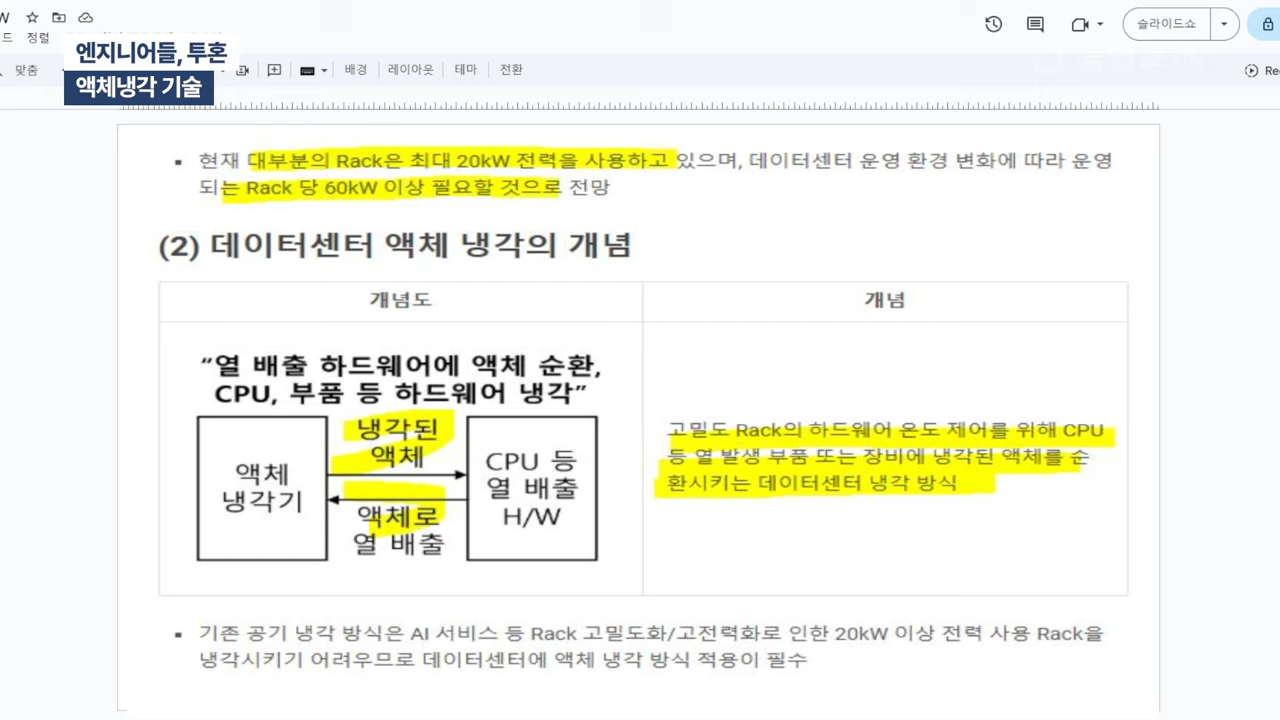 W
드 정렬
슬라이드쇼
엔지니어들, 투혼
액체냉각 기술
맞춤
배경 레이아웃 테마 전환
Rec
▪ 현재 대부분의 Rack은 최대 20kW 전력을 사용하고 있으며, 데이터센터 운영 환경 변화에 따라 운영
되는 Rack 당 60kW 이상 필요할 것으로 전망
(2) 데이터센터 액체 냉각의 개념
개념도
개념
“열 배출 하드웨어에 액체 순환,
CPU, 부품 등 하드웨어 냉각”
액체
냉각기
냉각된
액체
액체로
열 배출
CPU 등
열 배출
H/W
고밀도 Rack의 하드웨어 온도 제어를 위해 CPU
등 열 발생 부품 또는 장비에 냉각된 액체를 순
환시키는 데이터센터 냉각 방식
▪ 기존 공기 냉각 방식은 AI 서비스 등 Rack 고밀도화/고전력화로 인한 20kW 이상 전력 사용 Rack을
냉각시키기 어려우므로 데이터센터에 액체 냉각 방식 적용이 필수